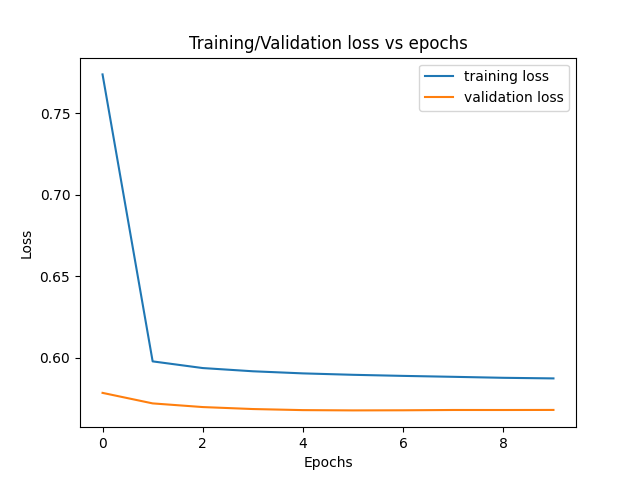 Training/Validation loss vs epochs
training loss
validation loss
0.75
0.70
0.65
0.60
Loss
0 2 4 6 8
Epochs